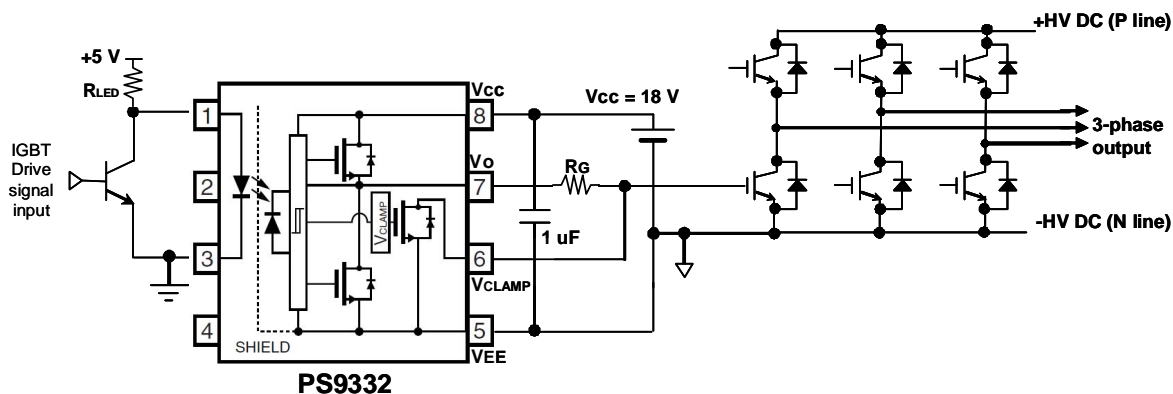 +5 V
RLED
IGBT
Drive
signal
input
1
2
3
4
SHIELD
VCLAMP
Vcc
8
Vo
7
6
VCLAMP
5
VEE
PS9332
Vcc = 18 V
RG
1 uF
+HV DC (P line)
3-phase
output
-HV DC (N line)